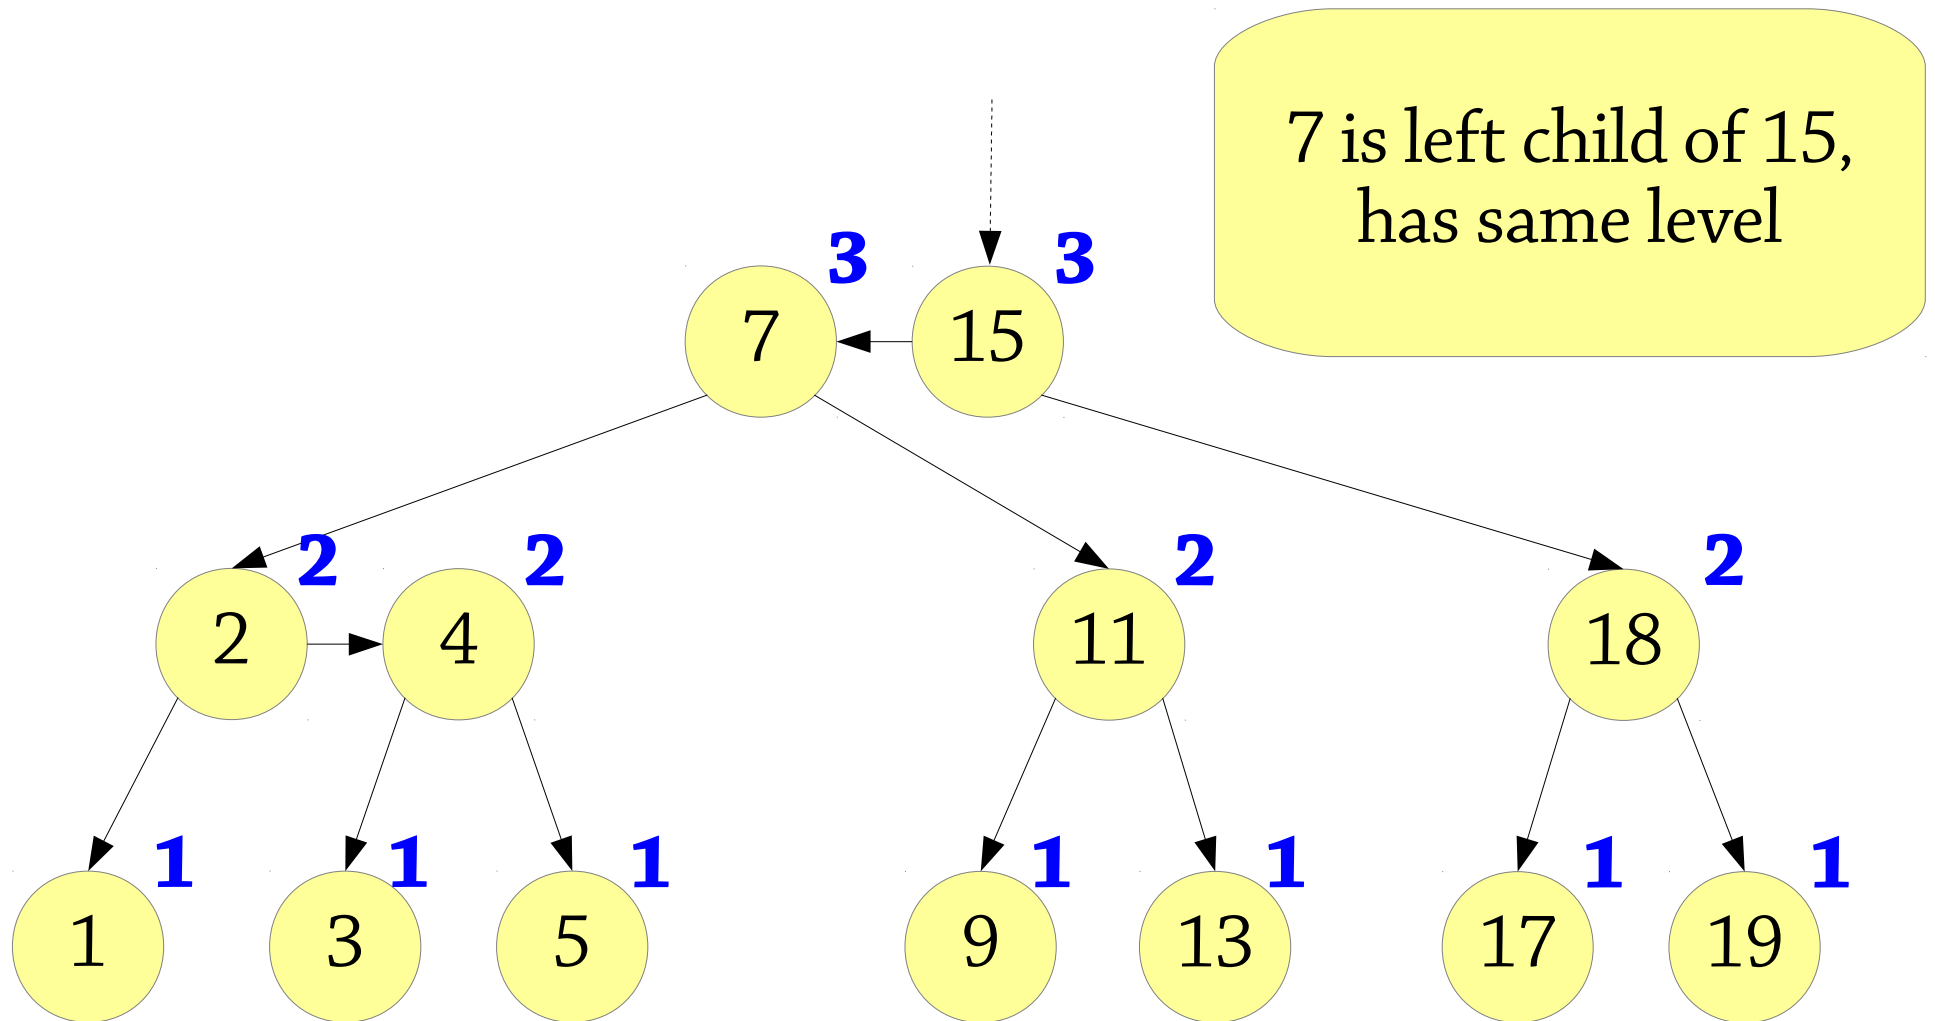 7 is left child of 15,
has same level
3 3
7 15
2 2 2 2
2 4 11 18
1 1 1 1 1 1 1
1 3 5 9 13 17 19